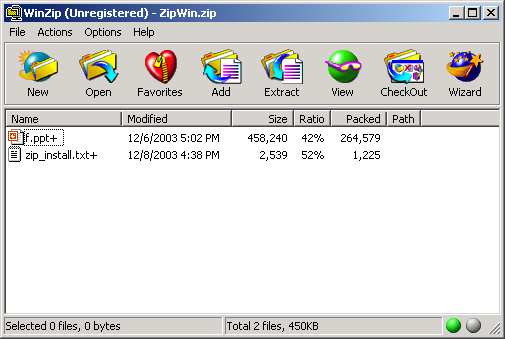 WinZip (Unregistered) - ZipWin.zip
File Actions Options Help
New Open Favorites Add Extract View CheckOut Wizard
Name Modified Size Ratio Packed Path
f.ppt+ 12/6/2003 5:02 PM 458,240 42% 264,579
zip_install.txt+ 12/8/2003 4:38 PM 2,539 52% 1,225
Selected 0 files, 0 bytes Total 2 files, 450KB